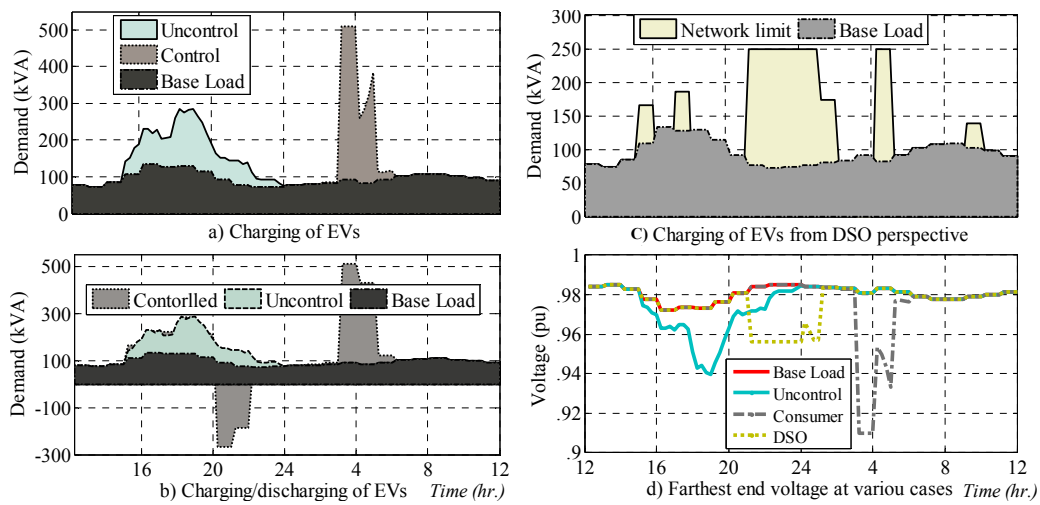 500
400
300
200
100
0
Demand (kVA)
Uncontrol
Control
Base Load
a) Charging of EVs
500
300
100
-100
-300
Demand (kVA)
Contorlled
Uncontrol
Base Load
16
20
24
4
8
12
b) Charging/discharging of EVs
Time (hr.)
300
250
200
150
100
50
0
Demand (kVA)
Network limit
Base Load
c) Charging of EVs from DSO perspective
1
.98
.96
.94
.92
.9
Voltage (pu)
Base Load
Uncontrol
Consumer
DSO
12
16
20
24
4
8
12
d) Farthest end voltage at variou cases
Time (hr.)